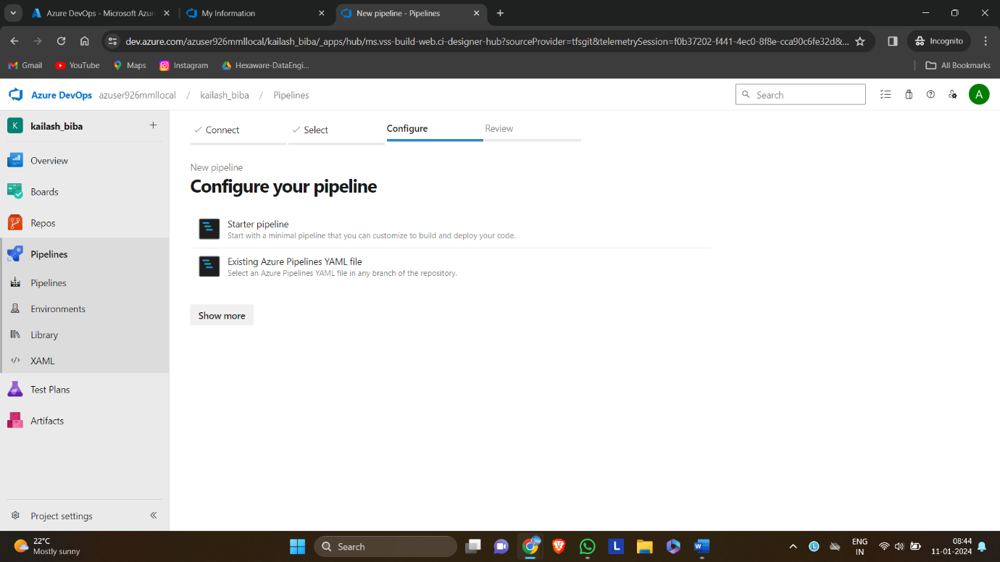 Azure DevOps - Microsoft Azur
My Information
New pipeline - Pipelines
dev.azure.com/azuser926mmllocal/kailash_biba/_apps/hub/ms.vss-build-web.ci-designer-hub?sourceProvider=tfsgit&telemetrySession=f0b37202-f441-4ec0-8f8e-cca90c6fe32d&...
Incognito
Gmail
YouTube
Maps
Instagram
Hexaware-DataEngi...
All Bookmarks
Azure DevOps azuser926mmllocal / kailash_biba / Pipelines
Search
A
K kailash_biba
Connect
Select
Configure
Review
Overview
Boards
Repos
Pipelines
Pipelines
Environments
Library
XAML
Test Plans
Artifacts
Project settings
New pipeline
Configure your pipeline
Starter pipeline
Start with a minimal pipeline that you can customize to build and deploy your code.
Existing Azure Pipelines YAML file
Select an Azure Pipelines YAML file in any branch of the repository.
Show more
22°C
Mostly sunny
Search
L
W
L
ENG
IN
08:44
11-01-2024